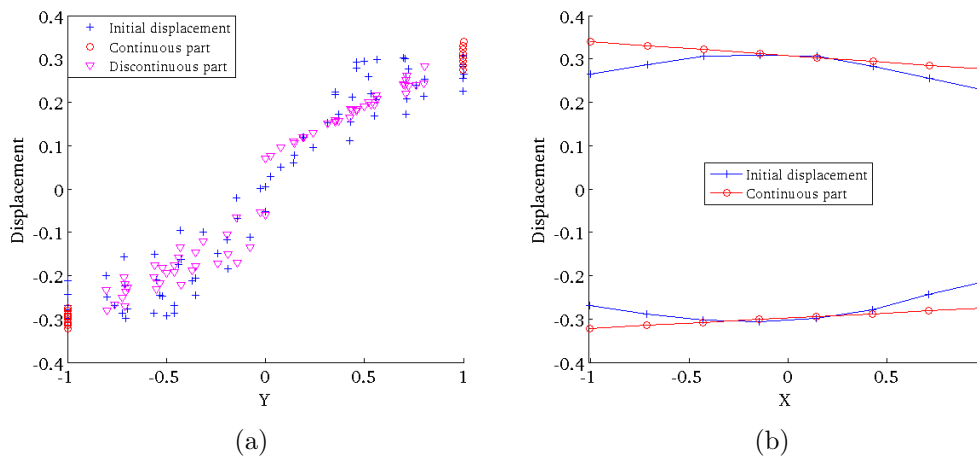 0.4
0.3
0.2
0.1
0
-0.1
-0.2
-0.3
-0.4
Displacement
-1
-0.5
0
0.5
1
Y
Initial displacement
Continuous part
Discontinuous part
(a)
0.4
0.3
0.2
0.1
0
-0.1
-0.2
-0.3
-0.4
Displacement
-1
-0.5
0
0.5
X
Initial displacement
Continuous part
(b)